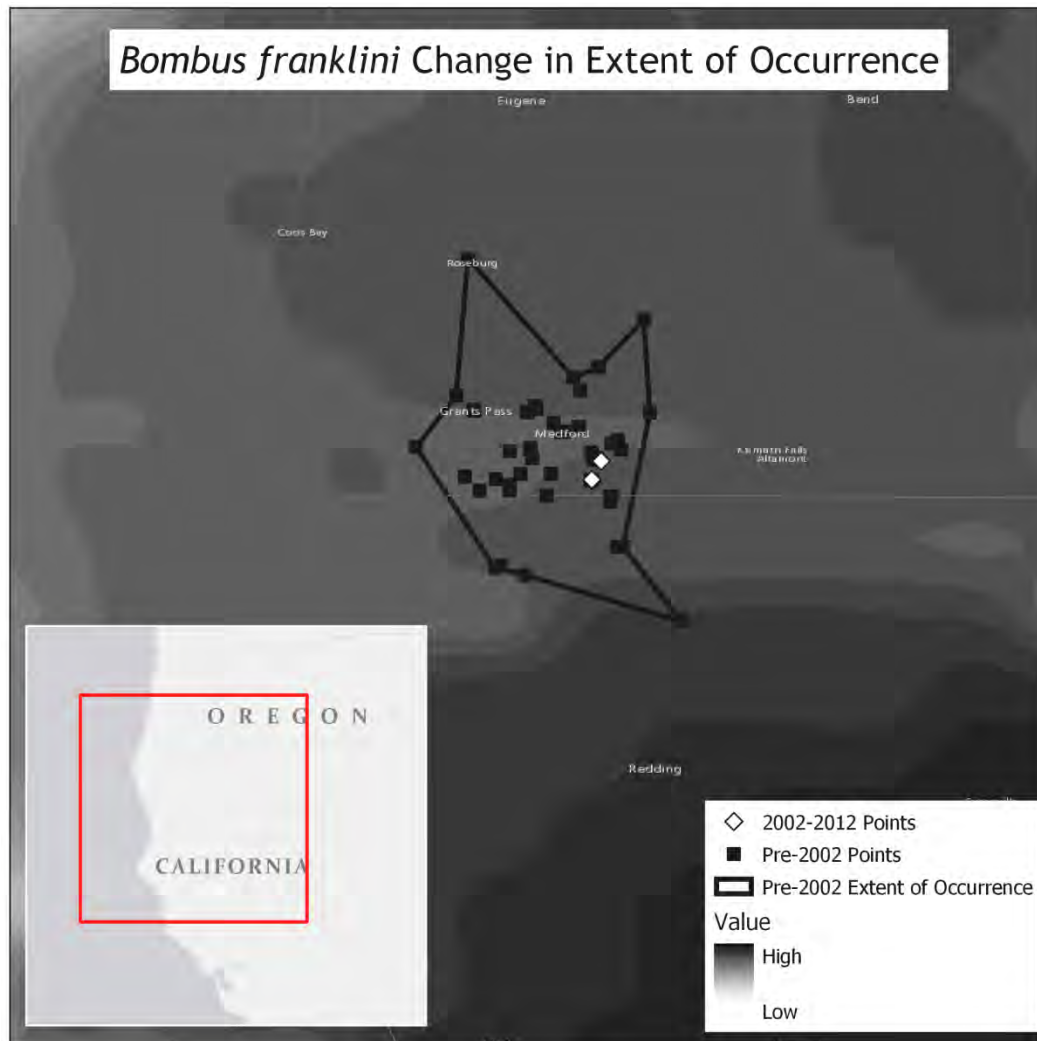 Bombus franklini Change in Extent of Occurrence
Eugene
Bend
Coos Bay
Roseburg
Grants Pass
Medford
Klamath Falls
Altamont
Redding
OREGON
CALIFORNIA
2002-2012 Points
Pre-2002 Points
Pre-2002 Extent of Occurrence
Value
High
Low